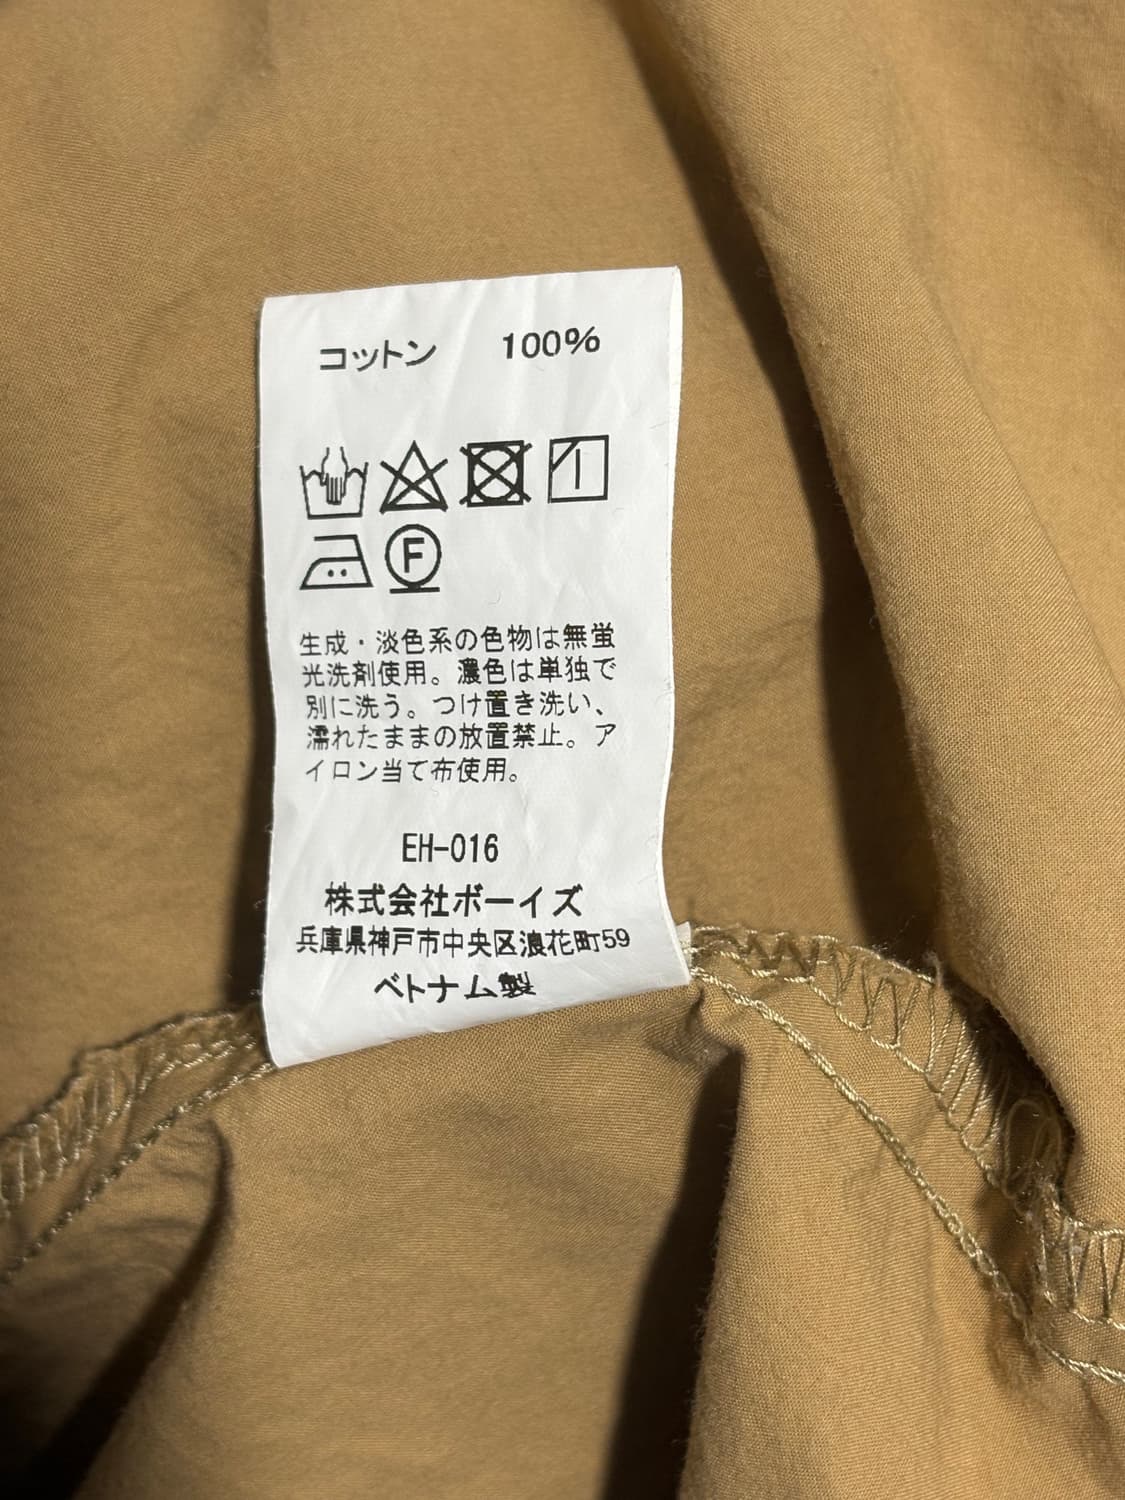 コットン 100%
F
生成・淡色系の色物は無蛍
光洗剤使用。濃色は単独で
別に洗う。つけ置き洗い、
濡れたままの放置禁止。ア
イロン当て布使用。
EH-016
株式会社ボーイズ
兵庫県神戸市中央区浪花町59
ベトナム製